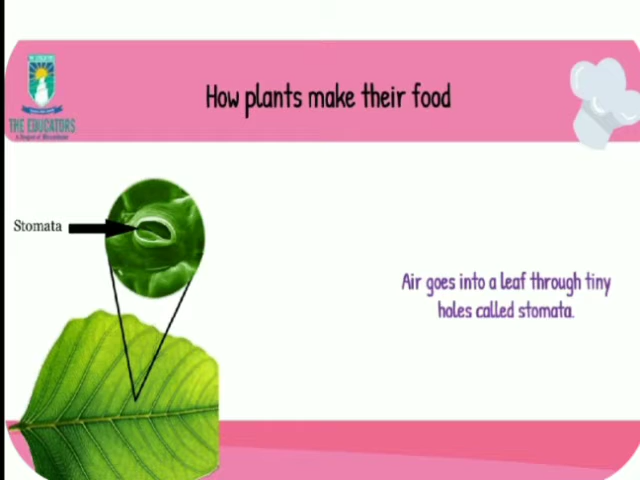 How plants make their food
THE EDUCATORS
Stomata
Air goes into a leaf through tiny
holes called stomata.